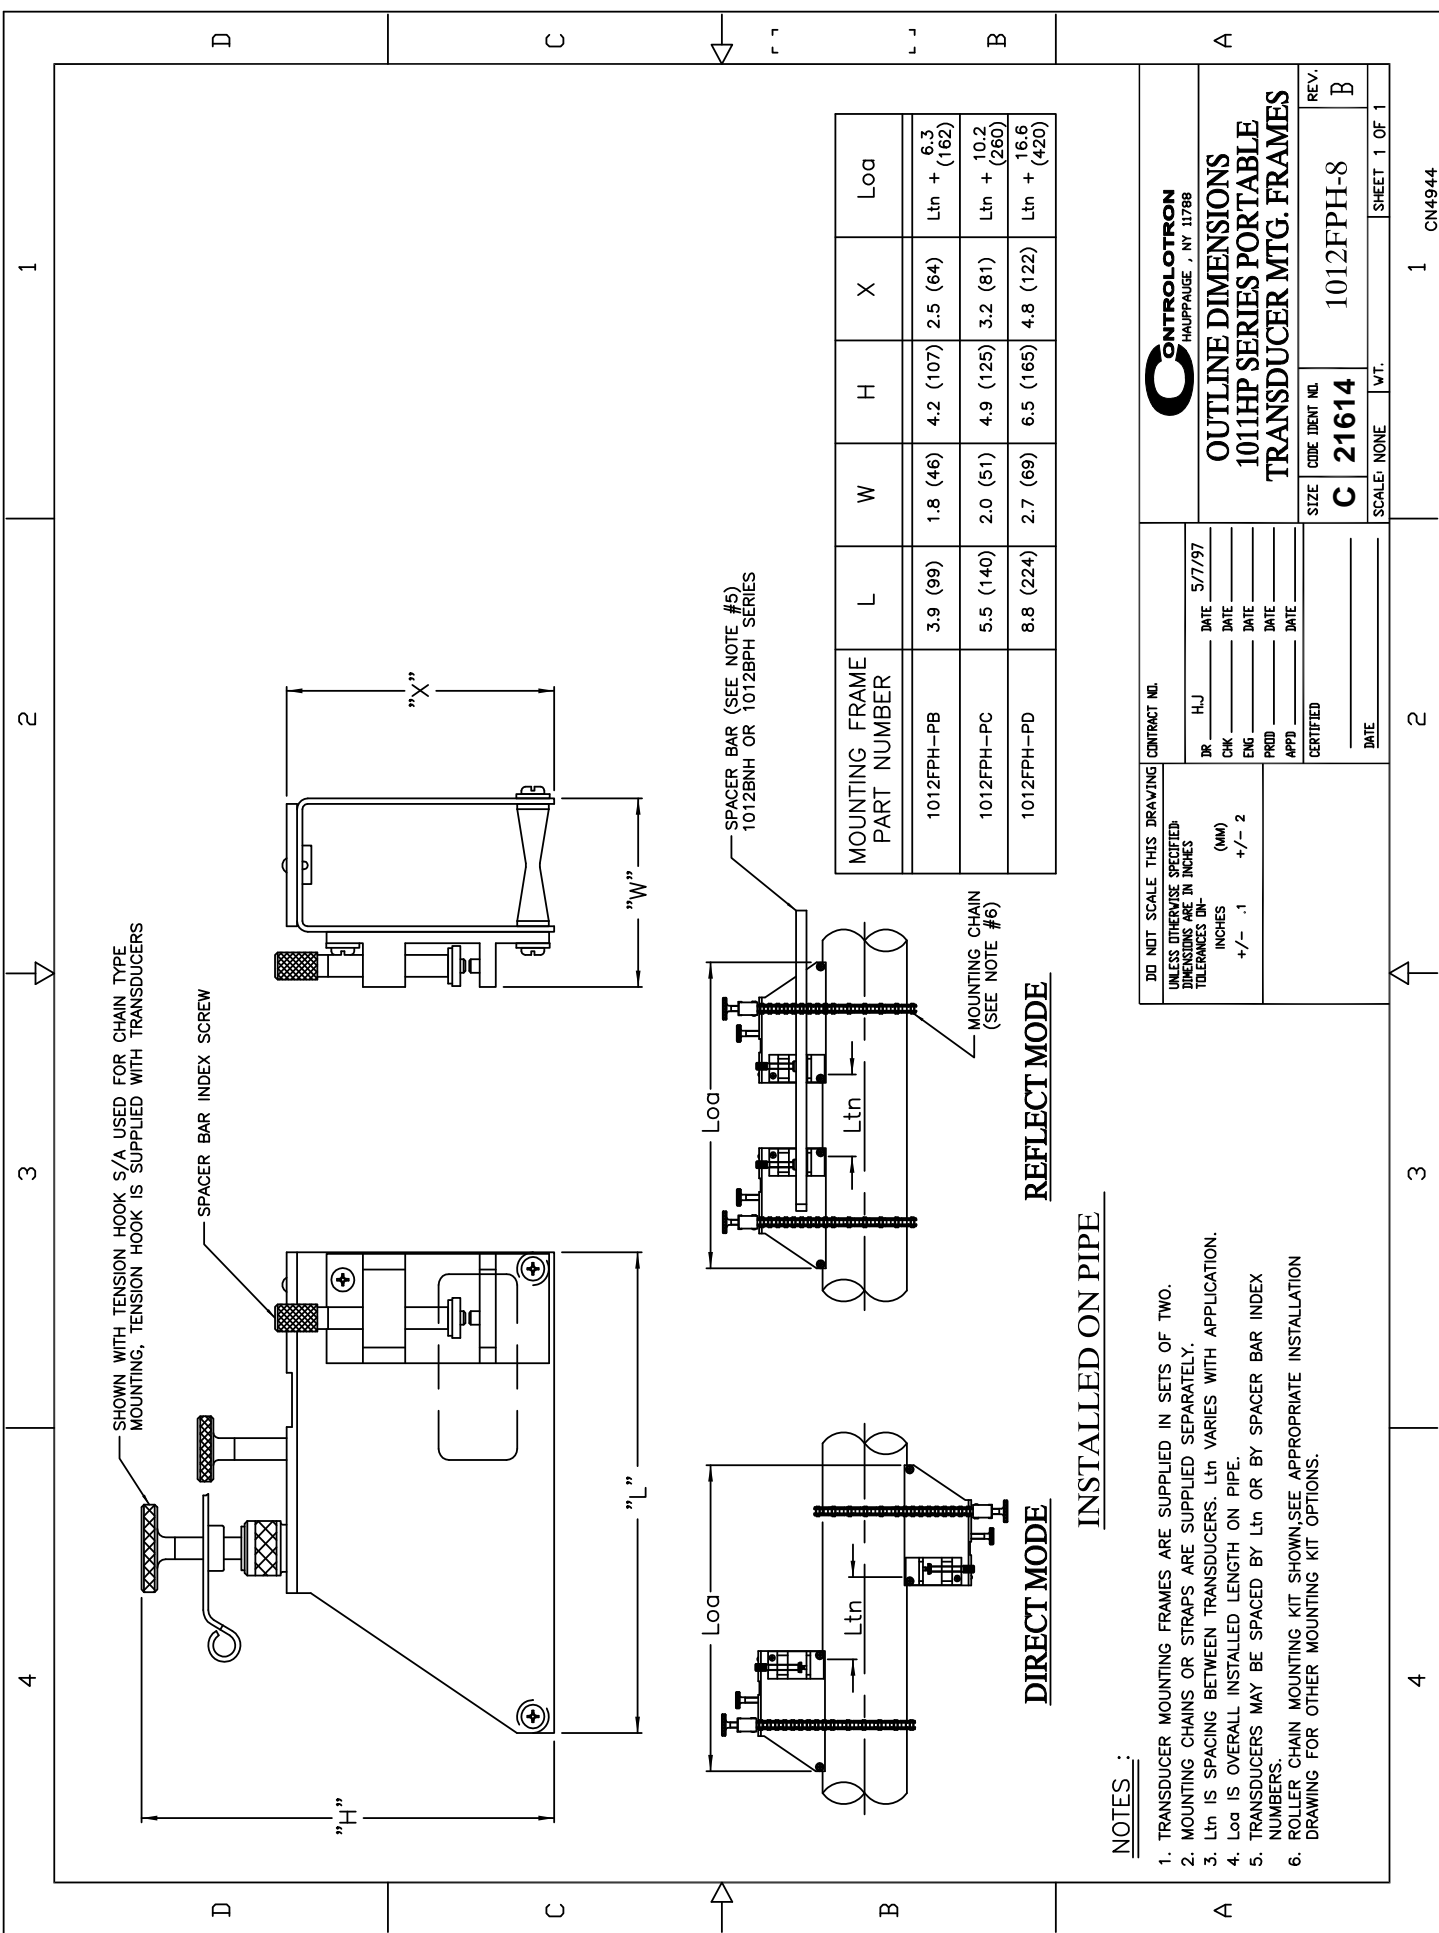 4
3
2
1
D
C
B
A
D
C
B
A
4
3
2
1
SHOWN WITH TENSION HOOK S/A USED FOR CHAIN TYPE
MOUNTING, TENSION HOOK IS SUPPLIED WITH TRANSDUCERS
SPACER BAR INDEX SCREW
"H"
"L"
"W"
"X"
Loa
Ltn
DIRECT MODE
Loa
Ltn
REFLECT MODE
SPACER BAR (SEE NOTE #5)
1012BNH OR 1012BPH SERIES
MOUNTING CHAIN
(SEE NOTE #6)
INSTALLED ON PIPE
MOUNTING FRAME
PART NUMBER
L
W
H
X
Loa
1012FPH-PB 3.9 (99) 1.8 (46) 4.2 (107) 2.5 (64) Ltn + 6.3 (162)
1012FPH-PC 5.5 (140) 2.0 (51) 4.9 (125) 3.2 (81) Ltn + 10.2 (260)
1012FPH-PD 8.8 (224) 2.7 (69) 6.5 (165) 4.8 (122) Ltn + 16.6 (420)
NOTES :
1. TRANSDUCER MOUNTING FRAMES ARE SUPPLIED IN SETS OF TWO.
2. MOUNTING CHAINS OR STRAPS ARE SUPPLIED SEPARATELY.
3. Ltn IS SPACING BETWEEN TRANSDUCERS. Ltn VARIES WITH APPLICATION.
4. Loa IS OVERALL INSTALLED LENGTH ON PIPE.
5. TRANSDUCERS MAY BE SPACED BY Ltn OR BY SPACER BAR INDEX
NUMBERS.
6. ROLLER CHAIN MOUNTING KIT SHOWN,SEE APPROPRIATE INSTALLATION
DRAWING FOR OTHER MOUNTING KIT OPTIONS.
DO NOT SCALE THIS DRAWING
UNLESS OTHERWISE SPECIFIED:
DIMENSIONS ARE IN INCHES
TOLERANCES ON-
INCHES (MM)
+/- .1 +/- 2
CONTRACT NO.
DR H.J DATE 5/7/97
CHK DATE
ENG DATE
PROD DATE
APPD DATE
CERTIFIED
DATE
CONTROLOTRON
HAUPPAUGE , NY 11788
OUTLINE DIMENSIONS
1011HP SERIES PORTABLE
TRANSDUCER MTG. FRAMES
SIZE
C
CODE IDENT NO.
21614
1012FPH-8
REV.
B
SCALE: NONE
WT.
SHEET 1 OF 1
CN4944